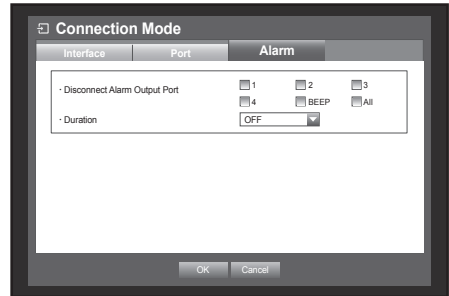 Connection Mode
Interface Port Alarm
· Disconnect Alarm Output Port 1 2 3
4 BEEP All
· Duration OFF
OK Cancel